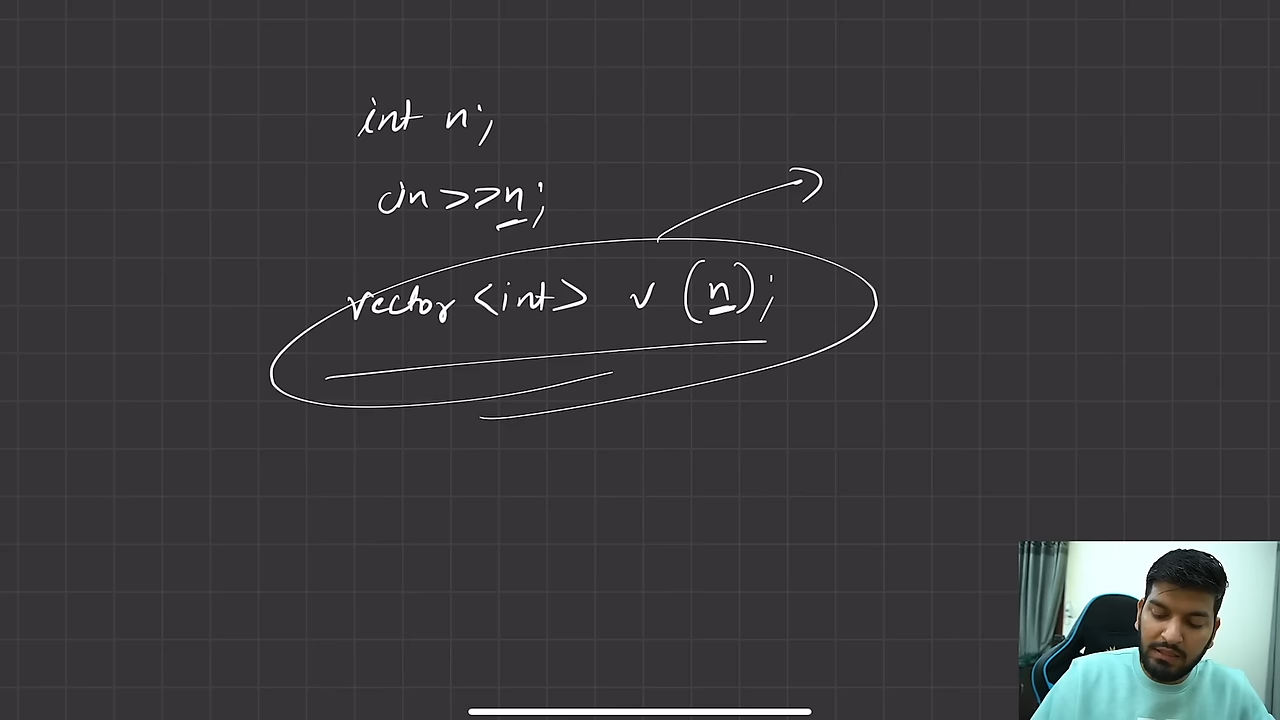 int n;
cin>>n;
vector <int> v (n);